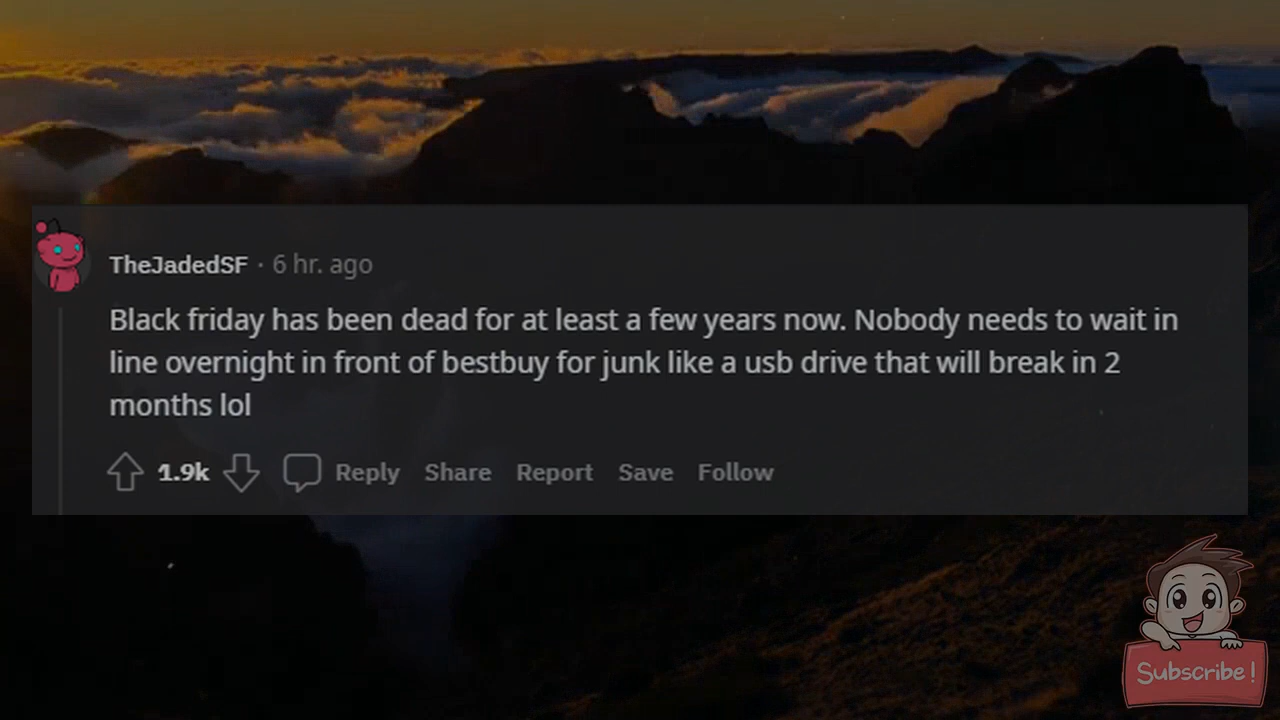 TheJadedSF · 6 hr. ago
Black friday has been dead for at least a few years now. Nobody needs to wait in
line overnight in front of bestbuy for junk like a usb drive that will break in 2
months lol
1.9k Reply Share Report Save Follow
Subscribe!